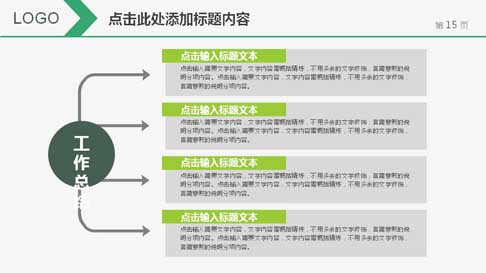 LOGO
点击此处添加标题内容
第 15 页
工作总结
点击输入标题文本
点击输入简要文字内容，文字内容需概括精炼，不用多余的文字修饰，言简意赅的说
明分项内容。点击输入简要文字内容，文字内容需概括精炼，不用多余的文字修饰，
言简意赅的说明分项内容。
点击输入标题文本
点击输入简要文字内容，文字内容需概括精炼，不用多余的文字修饰，言简意赅的说
明分项内容。点击输入简要文字内容，文字内容需概括精炼，不用多余的文字修饰，
言简意赅的说明分项内容。
点击输入标题文本
点击输入简要文字内容，文字内容需概括精炼，不用多余的文字修饰，言简意赅的说
明分项内容。点击输入简要文字内容，文字内容需概括精炼，不用多余的文字修饰，
言简意赅的说明分项内容。
点击输入标题文本
点击输入简要文字内容，文字内容需概括精炼，不用多余的文字修饰，言简意赅的说
明分项内容。点击输入简要文字内容，文字内容需概括精炼，不用多余的文字修饰，
言简意赅的说明分项内容。